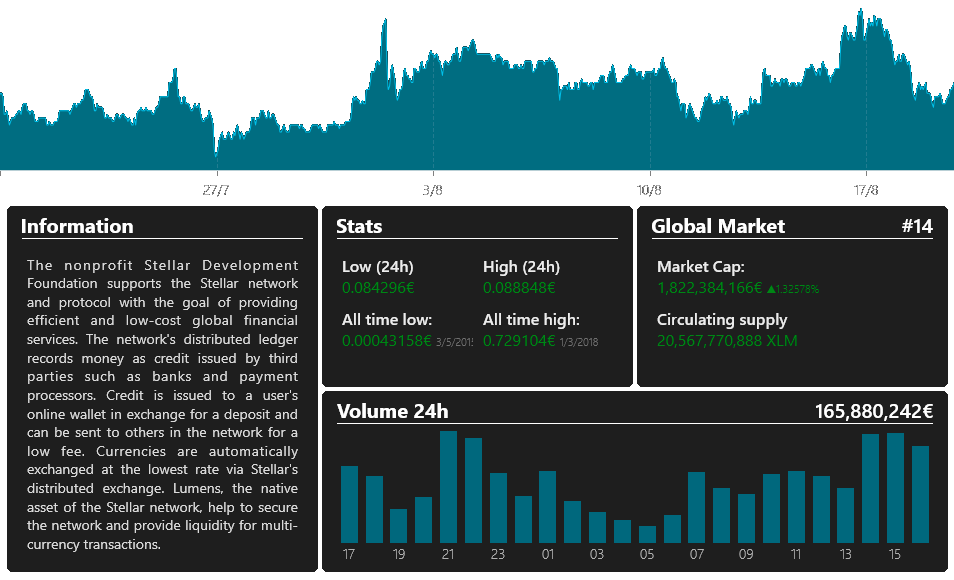 27/7 3/8 10/8 17/8
Information
The nonprofit Stellar Development
Foundation supports the Stellar network
and protocol with the goal of providing
efficient and low-cost global financial
services. The network's distributed ledger
records money as credit issued by third
parties such as banks and payment
processors. Credit is issued to a user's
online wallet in exchange for a deposit and
can be sent to others in the network for a
low fee. Currencies are automatically
exchanged at the lowest rate via Stellar's
distributed exchange. Lumens, the native
asset of the Stellar network, help to secure
the network and provide liquidity for multi-
currency transactions.
Stats
Low (24h) High (24h)
0.084296€ 0.088848€
All time low: All time high:
0.00043158€ 3/5/201 0.729104€ 1/3/2018
Global Market #14
Market Cap:
1,822,384,166€ ▲1.32578%
Circulating supply
20,567,770,888 XLM
Volume 24h 165,880,242€
17 19 21 23 01 03 05 07 09 11 13 15